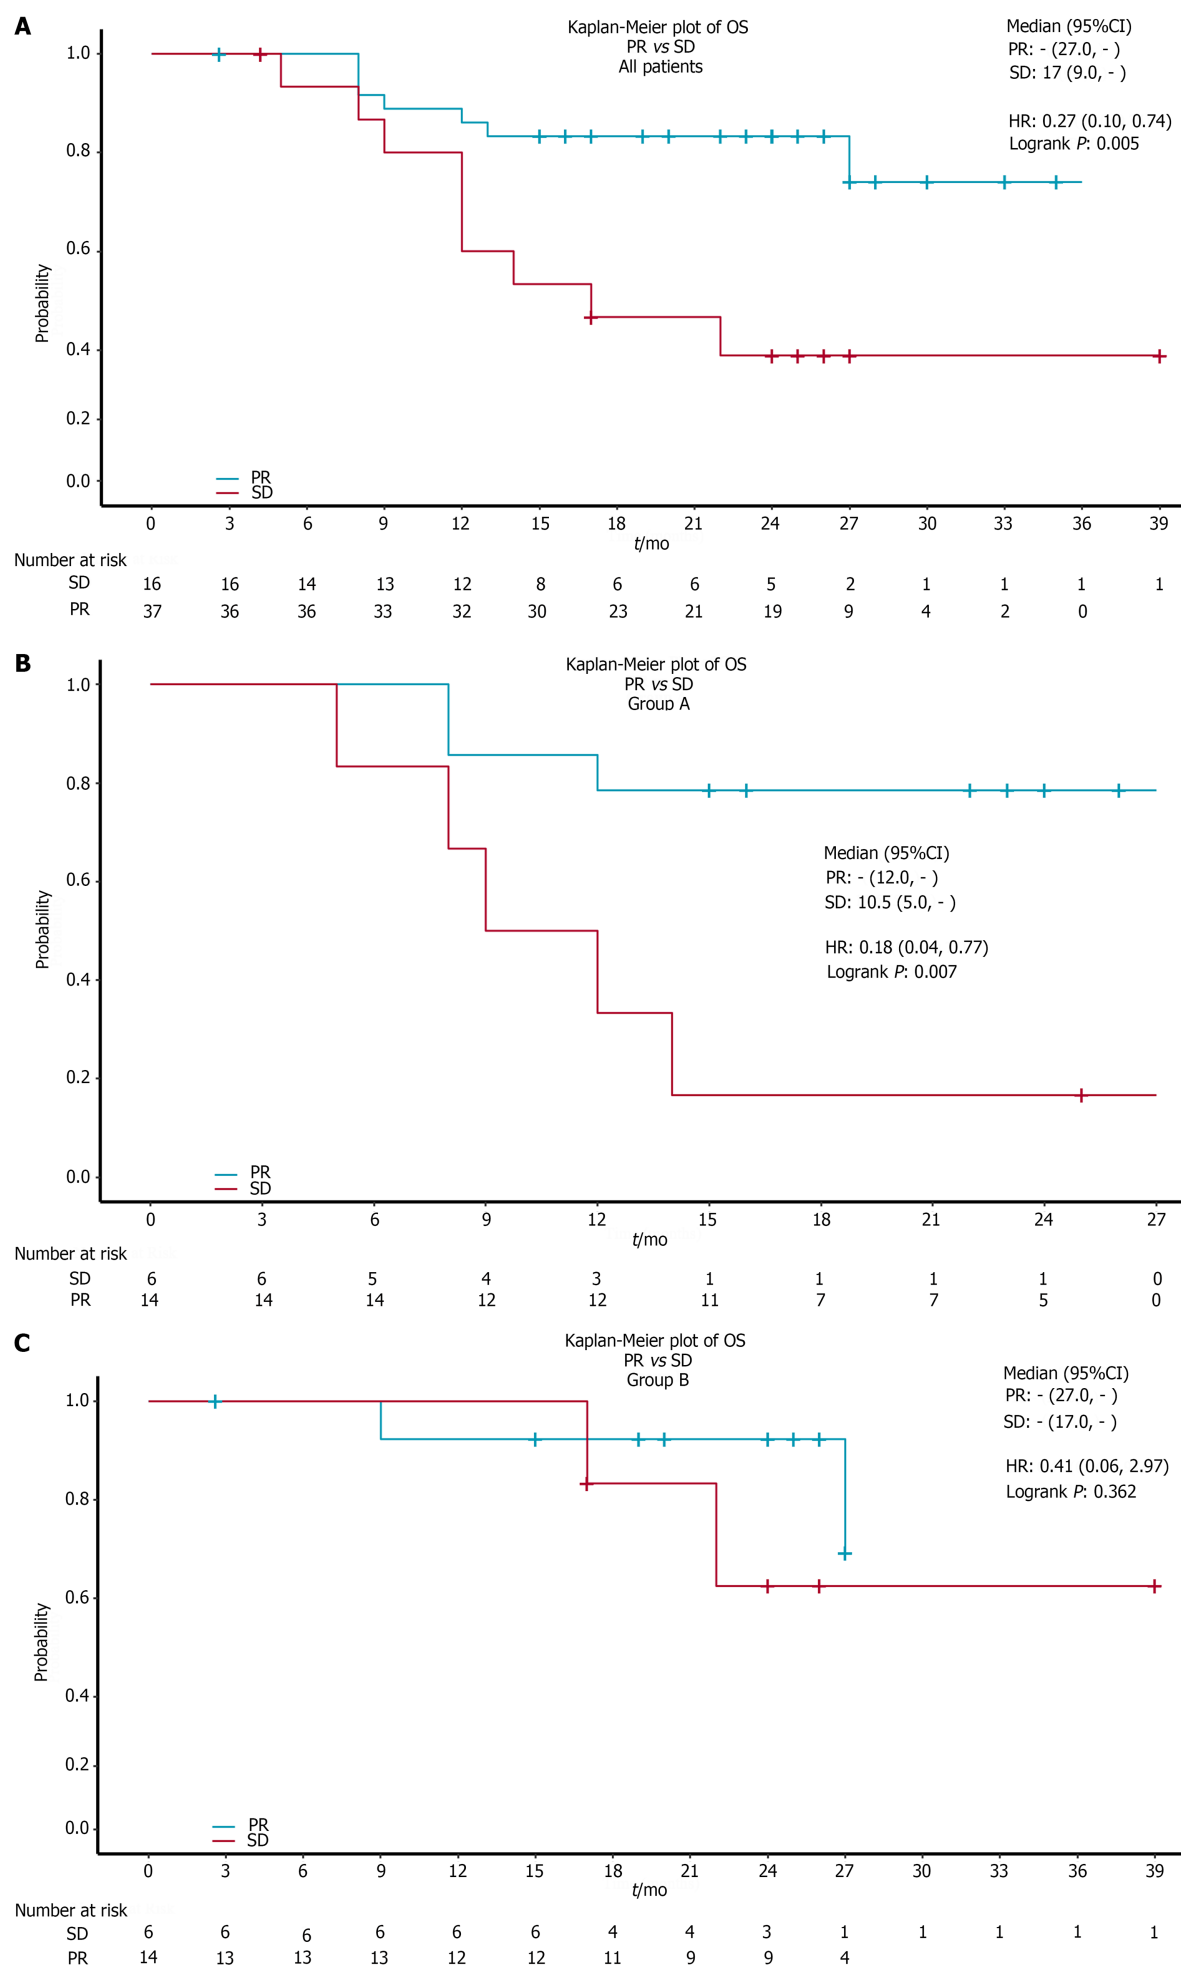 A
Kaplan-Meier plot of OS
PR vs SD
All patients
Median (95%CI)
PR: - (27.0, - )
SD: 17 (9.0, - )
HR: 0.27 (0.10, 0.74)
Logrank P: 0.005
1.0
0.8
0.6
0.4
0.2
0.0
Probability
PR
SD
0 3 6 9 12 15 18 21 24 27 30 33 36 39
t/mo
Number at risk
SD 16 16 14 13 12 8 6 6 5 2 1 1 1 1
PR 37 36 36 33 32 30 23 21 19 9 4 2 0
B
Kaplan-Meier plot of OS
PR vs SD
Group A
1.0
0.8
0.6
0.4
0.2
0.0
Probability
Median (95%CI)
PR: - (12.0, - )
SD: 10.5 (5.0, - )
HR: 0.18 (0.04, 0.77)
Logrank P: 0.007
PR
SD
0 3 6 9 12 15 18 21 24 27
t/mo
Number at risk
SD 6 6 5 4 3 1 1 1 1 0
PR 14 14 14 12 12 11 7 7 5 0
C
Kaplan-Meier plot of OS
PR vs SD
Group B
Median (95%CI)
PR: - (27.0, - )
SD: - (17.0, - )
HR: 0.41 (0.06, 2.97)
Logrank P: 0.362
1.0
0.8
0.6
0.4
0.2
0.0
Probability
PR
SD
0 3 6 9 12 15 18 21 24 27 30 33 36 39
t/mo
Number at risk
SD 6 6 6 6 6 6 4 4 3 1 1 1 1 1
PR 14 13 13 13 12 12 11 9 9 4